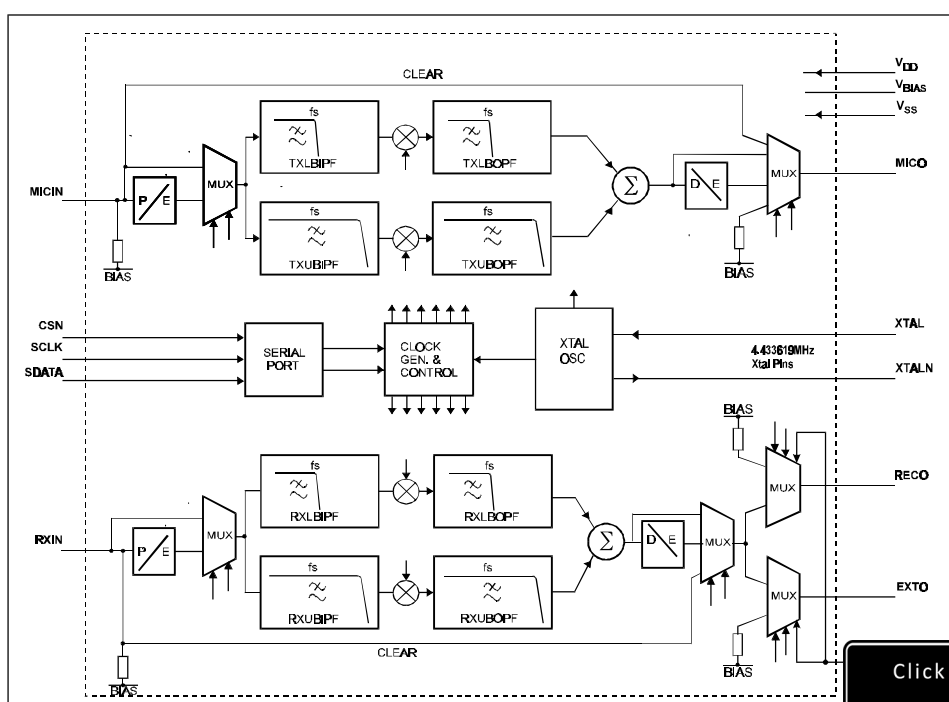 V_DD
V_BIAS
V_SS
CLEAR
fs
TXLBIPF
fs
TXLBOPF
MICIN
P/E
MUX
Σ
D/E
MUX
MICO
fs
TXUBIPF
fs
TXUBOPF
BIAS
BIAS
CSN
SCLK
SDATA
SERIAL
PORT
CLOCK
GEN. &
CONTROL
XTAL
OSC
XTAL
4.433619MHz
Xtal Pins
XTALN
BIAS
fs
RXLBIPF
fs
RXLBOPF
MUX
RECO
RXIN
P/E
MUX
Σ
D/E
MUX
fs
RXUBIPF
fs
RXUBOPF
MUX
EXTO
CLEAR
BIAS
BIAS
Click